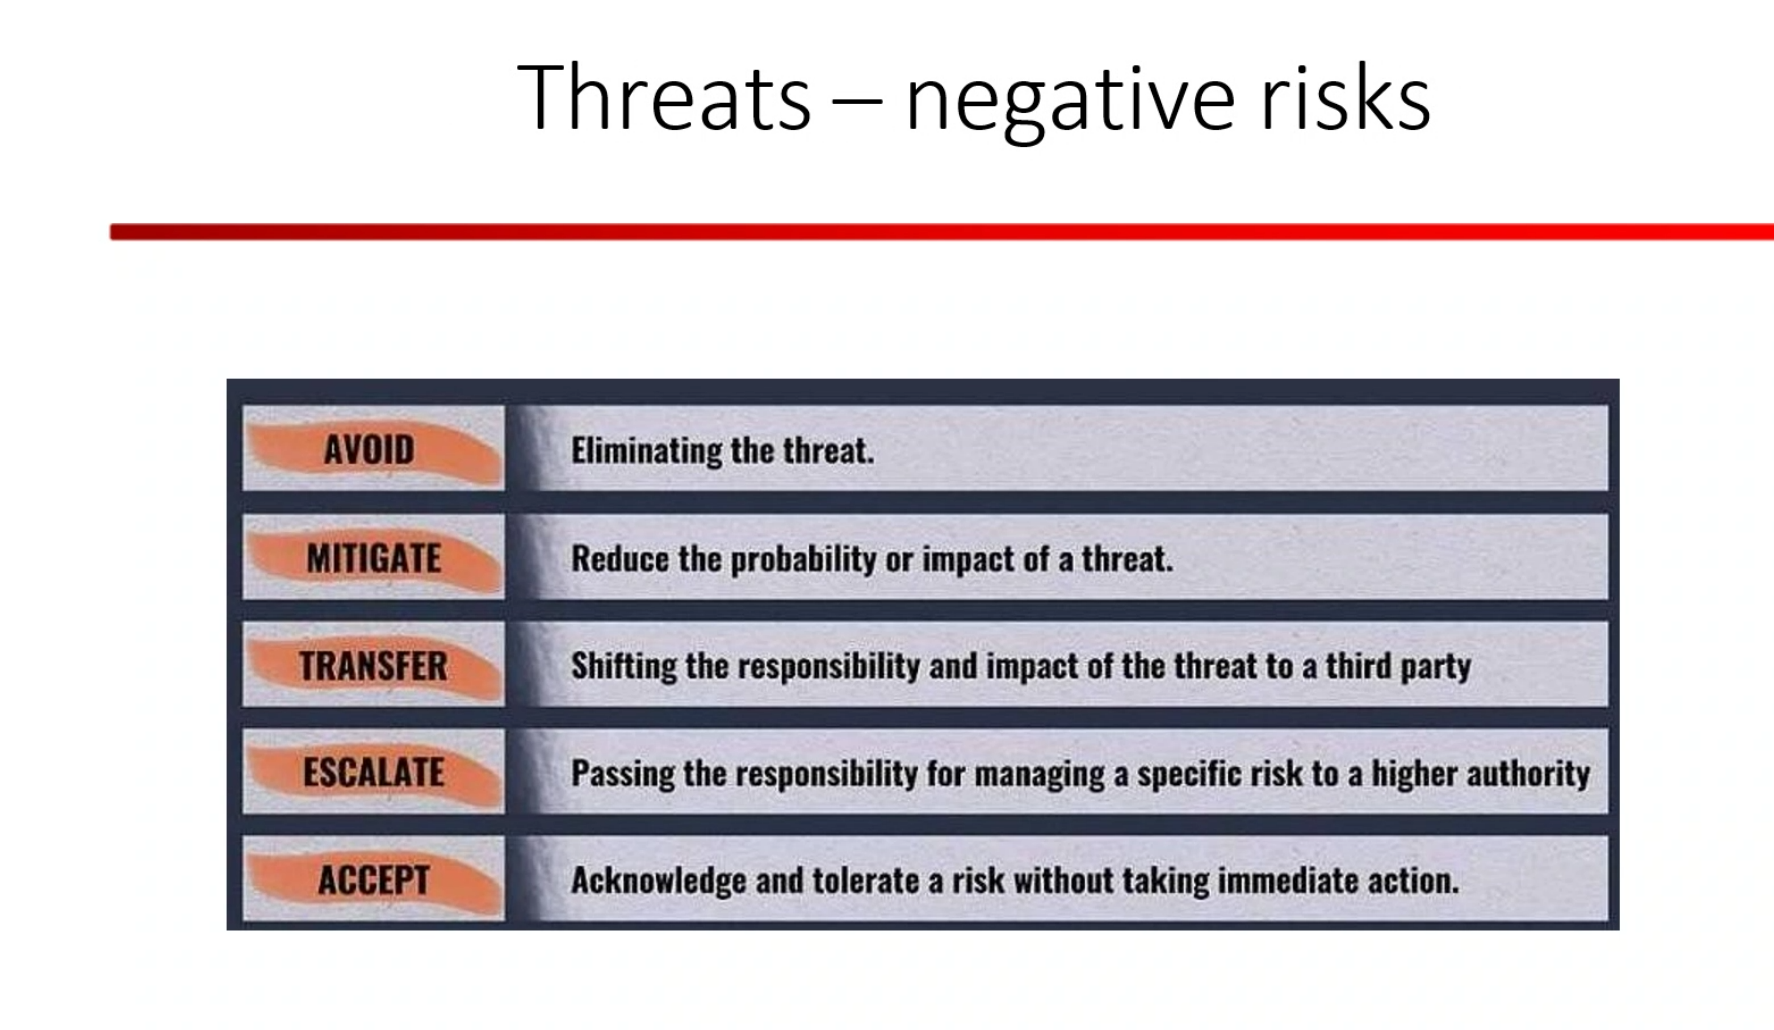 Threats – negative risks
AVOID
Eliminating the threat.
MITIGATE
Reduce the probability or impact of a threat.
TRANSFER
Shifting the responsibility and impact of the threat to a third party
ESCALATE
Passing the responsibility for managing a specific risk to a higher authority
ACCEPT
Acknowledge and tolerate a risk without taking immediate action.